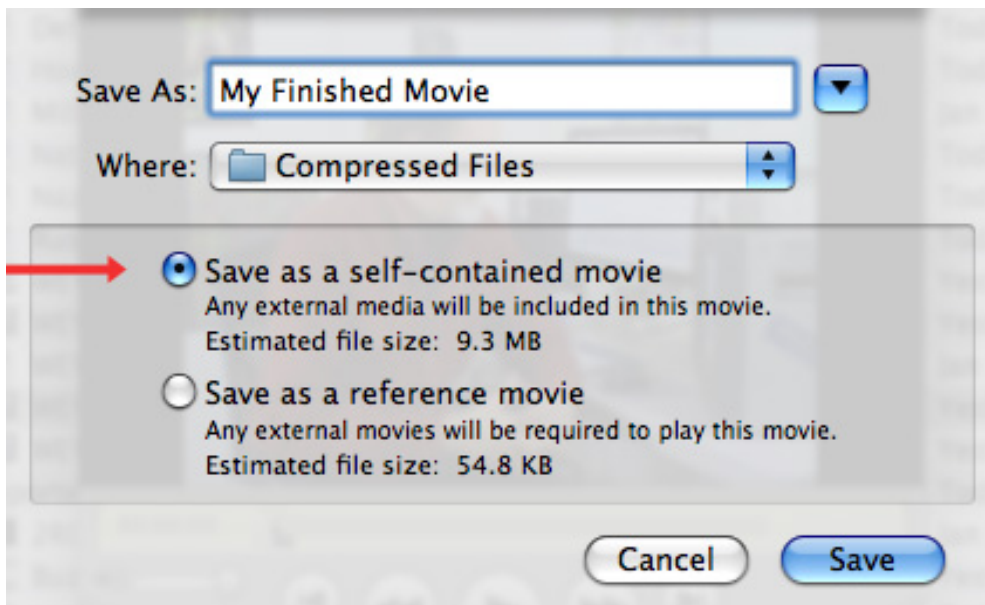 Save As: My Finished Movie
Where: Compressed Files
Save as a self-contained movie
Any external media will be included in this movie.
Estimated file size: 9.3 MB
Save as a reference movie
Any external movies will be required to play this movie.
Estimated file size: 54.8 KB
Cancel Save